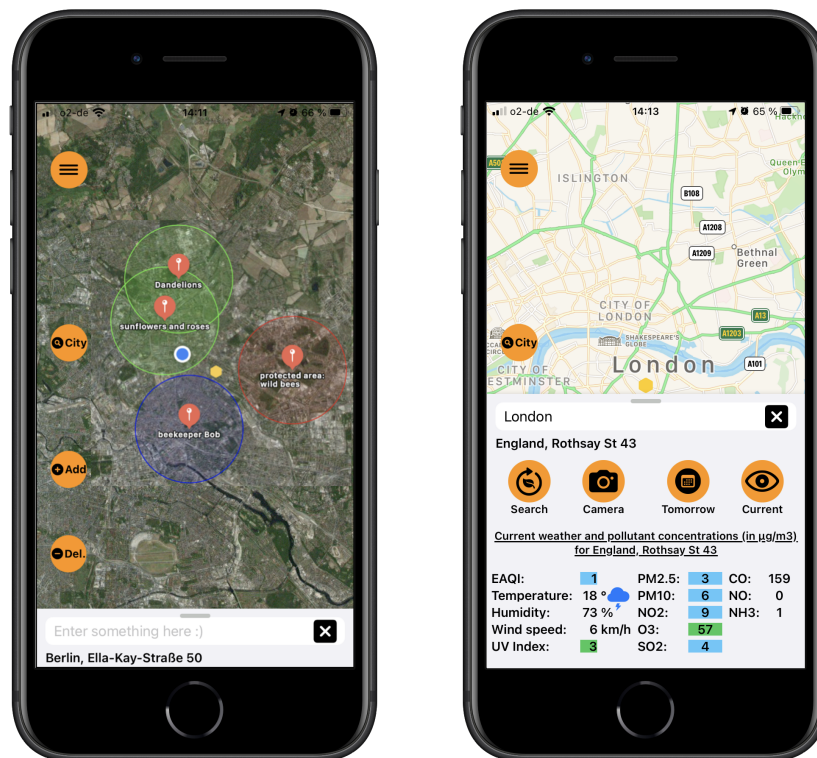 o2-de 14:11 66 %
Dandelions
sunflowers and roses
City
protected area:
wild bees
beekeeper Bob
Add
Del.
Enter something here :)
Berlin, Ella-Kay-Straße 50
o2-de 14:13 65 %
ISLINGTON
B108
A1208
A1209
Bethnal
Green
CITY OF
LONDON
A13
City
SHAKESPEARE'S
GLOBE
A1203
London
A101
London
England, Rothsay St 43
Search Camera Tomorrow Current
Current weather and pollutant concentrations (in µg/m3)
for England, Rothsay St 43
EAQI: 1 PM2.5: 3 CO: 159
Temperature: 18 ° PM10: 6 NO: 0
Humidity: 73 % NO2: 9 NH3: 1
Wind speed: 6 km/h O3: 57
UV Index: 3 SO2: 4